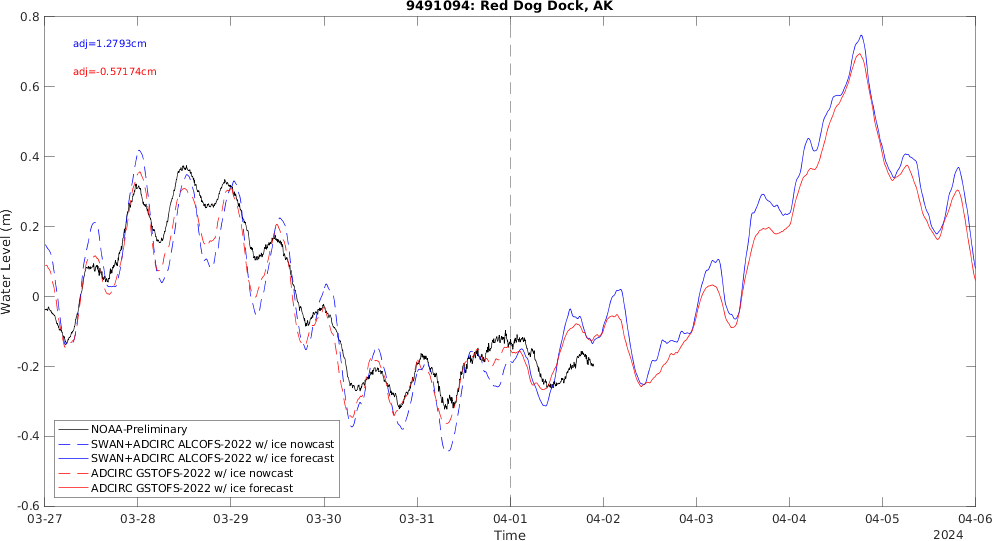 9491094: Red Dog Dock, AK
adj=1.2793cm
adj=-0.57174cm
Water Level (m)
0.8
0.6
0.4
0.2
0
-0.2
-0.4
-0.6
NOAA-Preliminary
SWAN+ADCIRC ALCOFS-2022 w/ ice nowcast
SWAN+ADCIRC ALCOFS-2022 w/ ice forecast
ADCIRC GSTOFS-2022 w/ ice nowcast
ADCIRC GSTOFS-2022 w/ ice forecast
03-27 03-28 03-29 03-30 03-31 04-01 04-02 04-03 04-04 04-05 04-06
Time
2024